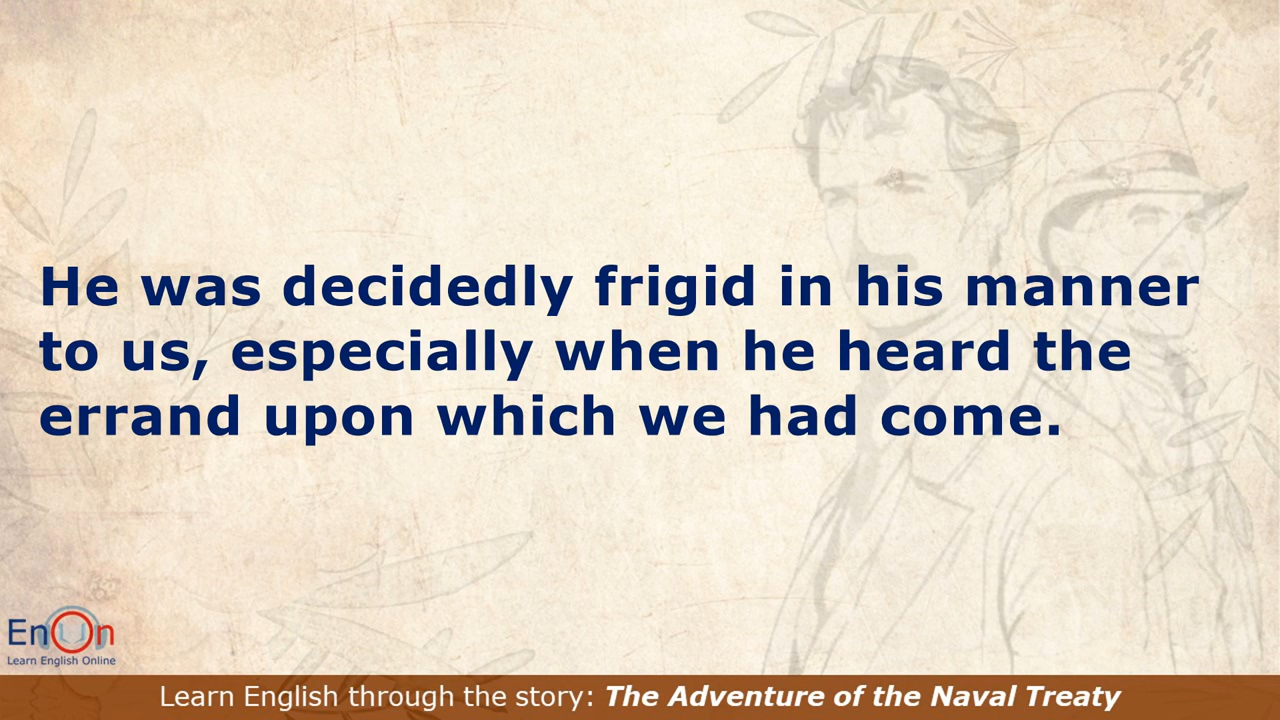 He was decidedly frigid in his manner
to us, especially when he heard the
errand upon which we had come.
EnOn
Learn English Online
Learn English through the story: The Adventure of the Naval Treaty